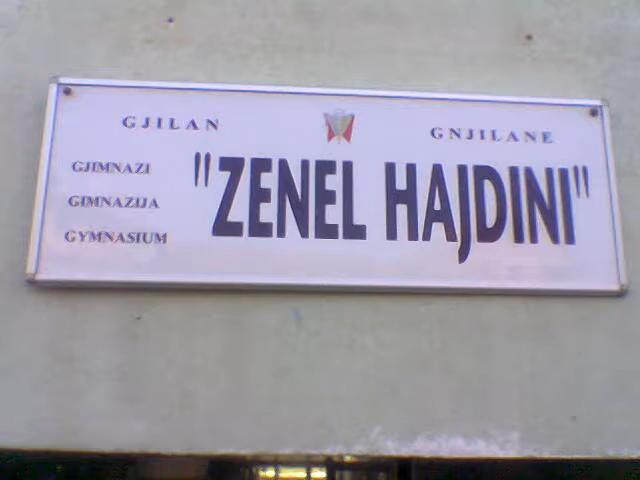 GJILAN GNJILANE
GJIMNAZI
GIMNAZIJA
GYMNASIUM
"ZENEL HAJDINI"